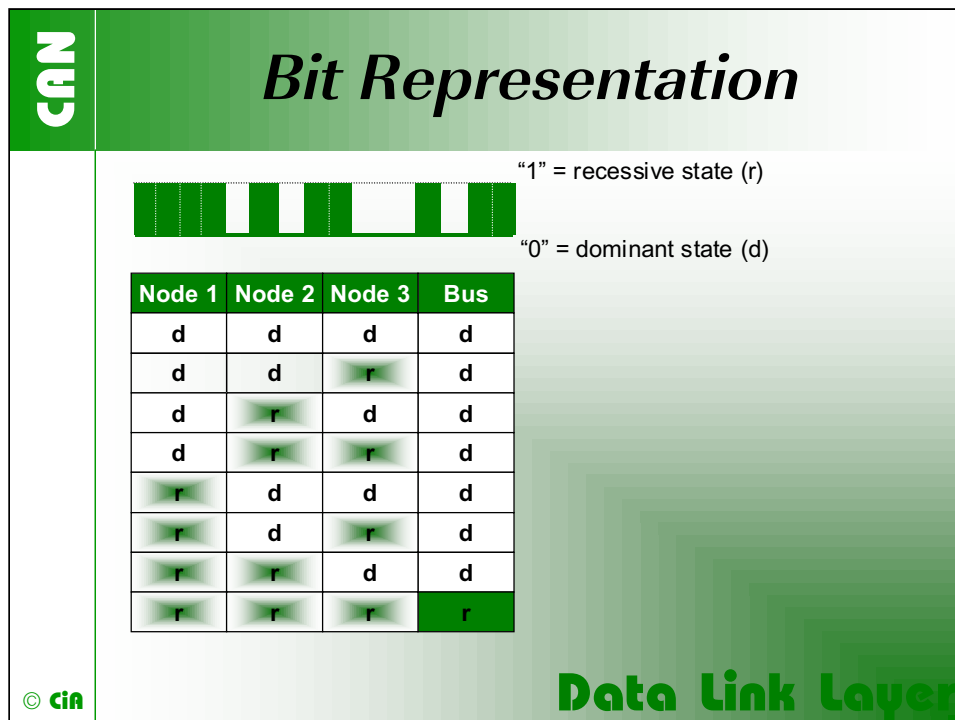 CAN
Bit Representation
“1” = recessive state (r)
“0” = dominant state (d)
Node 1 Node 2 Node 3 Bus
d d d d
d d r d
d r d d
d r r d
r d d d
r d r d
r r d d
r r r r
© CiA
Data Link Layer